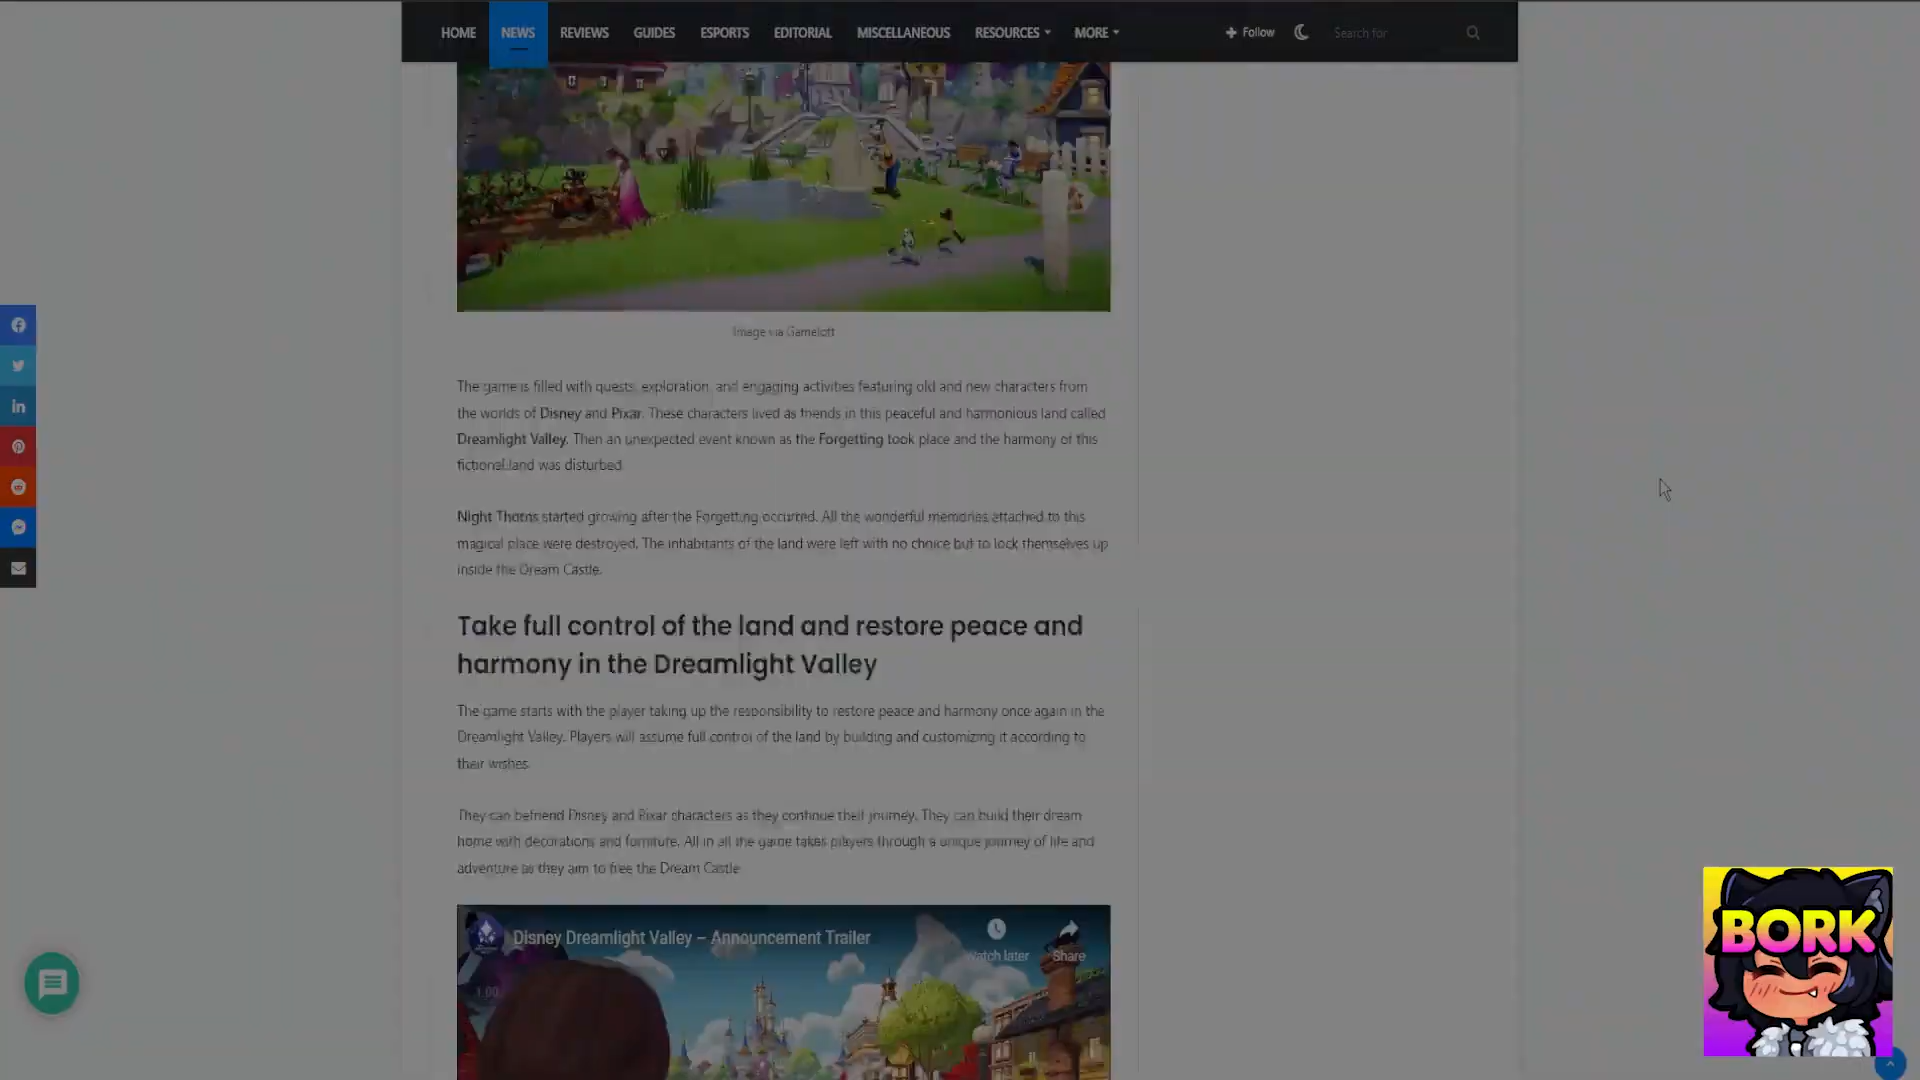 HOME NEWS REVIEWS GUIDES ESPORTS EDITORIAL MISCELLANEOUS RESOURCES MORE Follow Search for
Image via Gameloft
The game is filled with quests, exploration, and engaging activities featuring old and new characters from
the worlds of Disney and Pixar. These characters lived as friends in this peaceful and harmonious land called
Dreamlight Valley. Then an unexpected event known as the Forgetting took place and the harmony of this
fictional land was disturbed.
Night Thorns started growing after the Forgetting occurred. All the wonderful memories attached to this
magical place were destroyed. The inhabitants of the land were left with no choice but to lock themselves up
inside the Dream Castle.
Take full control of the land and restore peace and
harmony in the Dreamlight Valley
The game starts with the player taking up the responsibility to restore peace and harmony once again in the
Dreamlight Valley. Players will assume full control of the land by building and customizing it according to
their wishes.
They can befriend Disney and Pixar characters as they continue their journey. They can build their dream
home with decorations and furniture. All in all the game takes players through a unique journey of life and
adventure as they aim to free the Dream Castle
Disney Dreamlight Valley – Announcement Trailer
Watch later Share
1.00
BORK